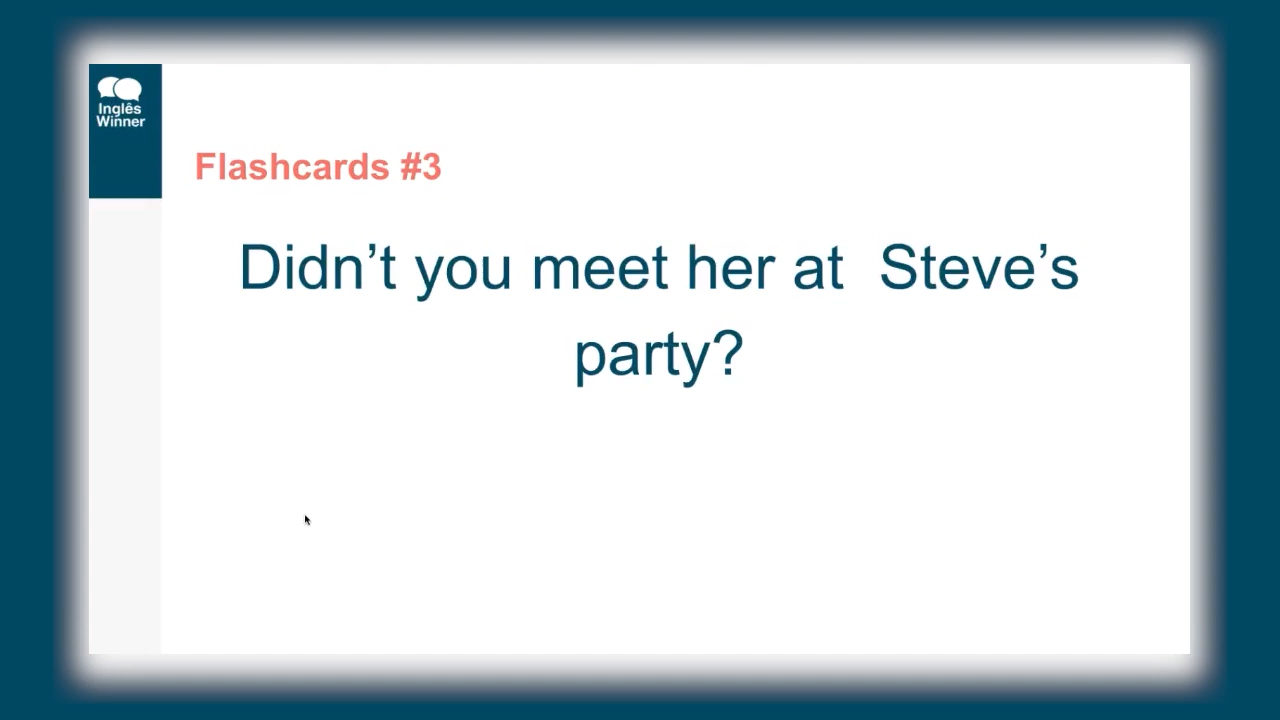 Inglês
Winner
Flashcards #3
Didn’t you meet her at  Steve’s
party?